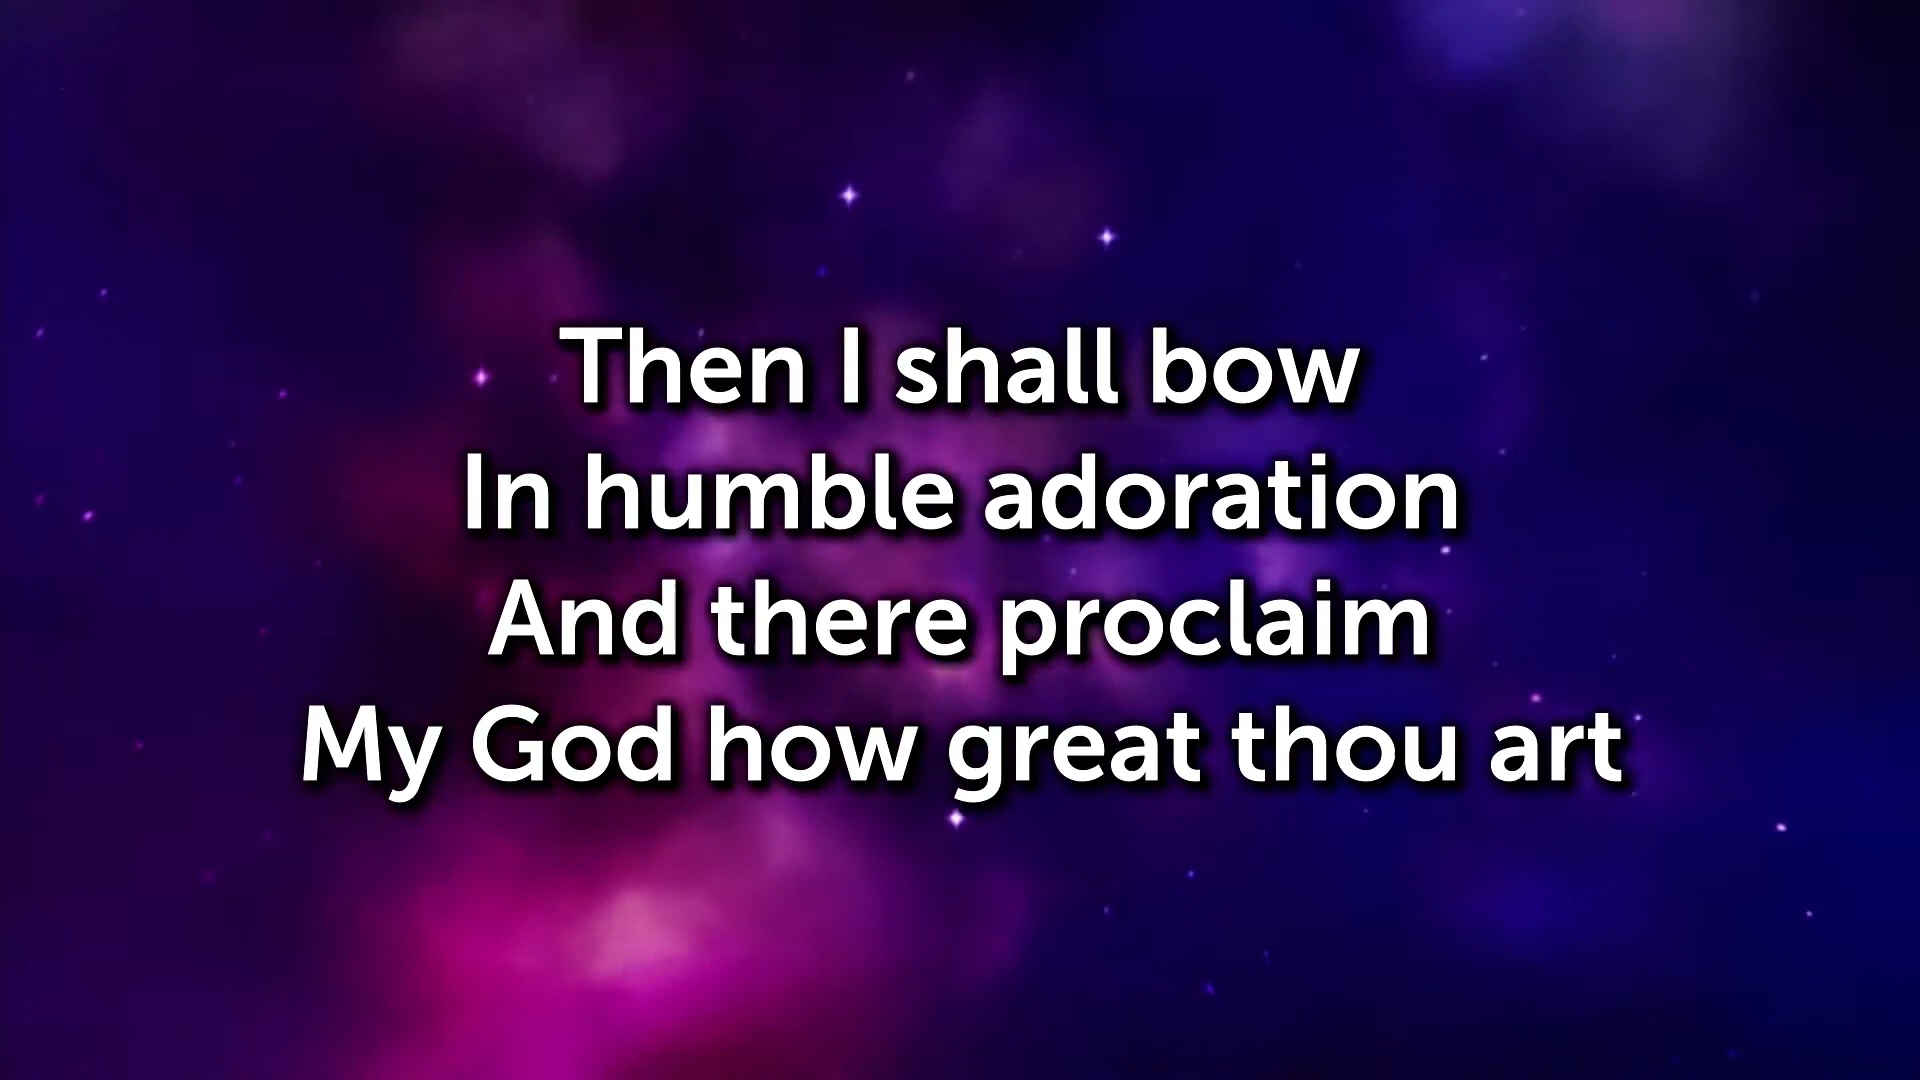 Then I shall bow
In humble adoration
And there proclaim
My God how great thou art